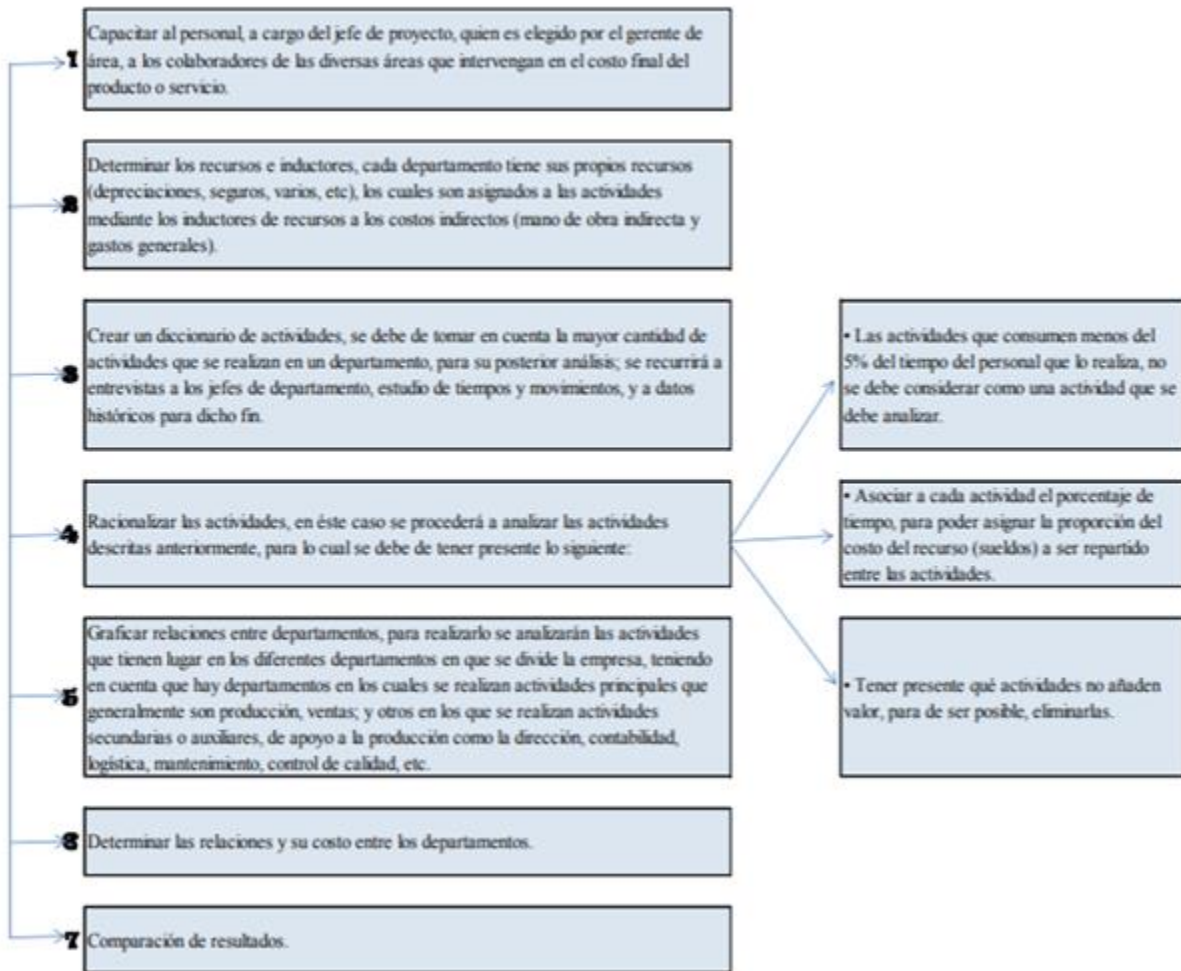 1
Capacitar al personal, a cargo del jefe de proyecto, quien es elegido por el gerente de
área, a los colaboradores de las diversas áreas que intervengan en el costo final del
producto o servicio.
2
Determinar los recursos e inductores, cada departamento tiene sus propios recursos
(depreciaciones, seguros, varios, etc), los cuales son asignados a las actividades
mediante los inductores de recursos a los costos indirectos (mano de obra indirecta y
gastos generales).
3
Crear un diccionario de actividades, se debe de tomar en cuenta la mayor cantidad de
actividades que se realizan en un departamento, para su posterior análisis; se recurrirá a
entrevistas a los jefes de departamento, estudio de tiempos y movimientos, y a datos
históricos para dicho fin.
4
Racionalizar las actividades, en éste caso se procederá a analizar las actividades
descritas anteriormente, para lo cual se debe de tener presente lo siguiente:
• Las actividades que consumen menos del
5% del tiempo del personal que lo realiza, no
se debe considerar como una actividad que se
debe analizar.
• Asociar a cada actividad el porcentaje de
tiempo, para poder asignar la proporción del
costo del recurso (sueldos) a ser repartido
entre las actividades.
• Tener presente qué actividades no añaden
valor, para de ser posible, eliminarlas.
5
Graficar relaciones entre departamentos, para realizarlo se analizarán las actividades
que tienen lugar en los diferentes departamentos en que se divide la empresa, teniendo
en cuenta que hay departamentos en los cuales se realizan actividades principales que
generalmente son producción, ventas; y otros en los que se realizan actividades
secundarias o auxiliares, de apoyo a la producción como la dirección, contabilidad,
logística, mantenimiento, control de calidad, etc.
6
Determinar las relaciones y su costo entre los departamentos.
7
Comparación de resultados.